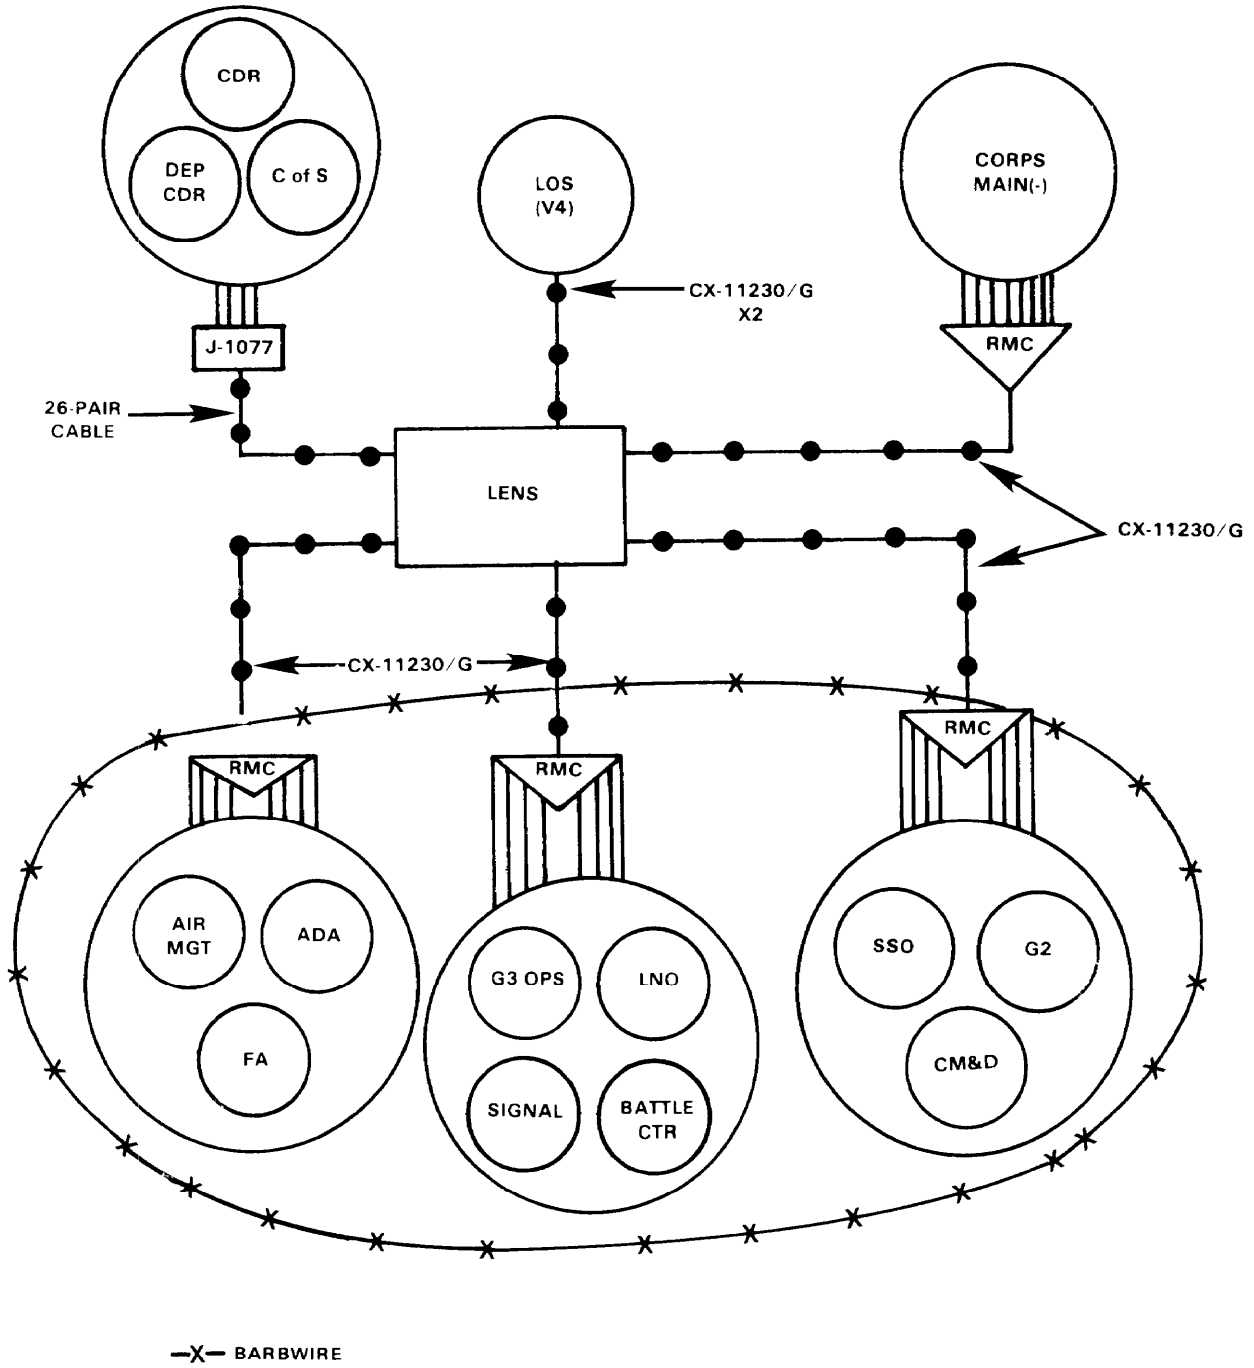 CDR
DEP
CDR
C of S
LOS
(V4)
CORPS
MAIN(-)
CX-11230/G
X2
J-1077
RMC
26-PAIR
CABLE
LENS
CX-11230/G
CX-11230/G
RMC
RMC
RMC
AIR
MGT
ADA
FA
G3 OPS
LNO
SIGNAL
BATTLE
CTR
SSO
G2
CM&D
—X— BARBWIRE